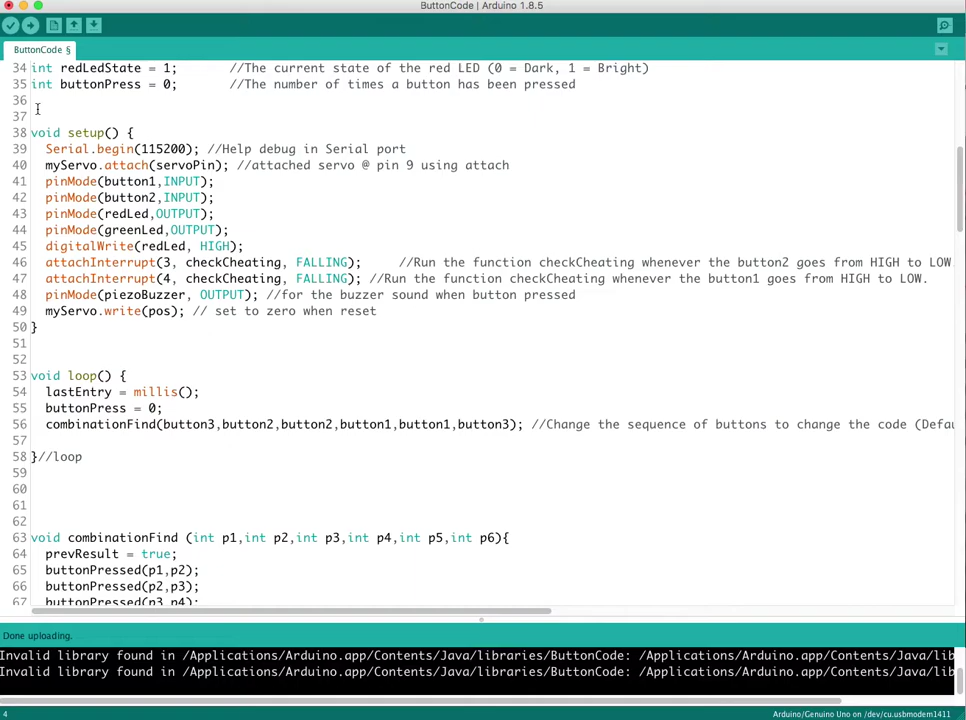 ButtonCode | Arduino 1.8.5
ButtonCode §
34 int redLedState = 1; //The current state of the red LED (0 = Dark, 1 = Bright)
35 int buttonPress = 0; //The number of times a button has been pressed
36
37
38 void setup() {
39 Serial.begin(115200); //Help debug in Serial port
40 myServo.attach(servoPin); //attached servo @ pin 9 using attach
41 pinMode(button1,INPUT);
42 pinMode(button2,INPUT);
43 pinMode(redLed,OUTPUT);
44 pinMode(greenLed,OUTPUT);
45 digitalWrite(redLed, HIGH);
46 attachInterrupt(3, checkCheating, FALLING); //Run the function checkCheating whenever the button2 goes from HIGH to LOW
47 attachInterrupt(4, checkCheating, FALLING); //Run the function checkCheating whenever the button1 goes from HIGH to LOW.
48 pinMode(piezoBuzzer, OUTPUT); //for the buzzer sound when button pressed
49 myServo.write(pos); // set to zero when reset
50 }
51
52
53 void loop() {
54 lastEntry = millis();
55 buttonPress = 0;
56 combinationFind(button3,button2,button2,button1,button1,button3); //Change the sequence of buttons to change the code (Defau
57
58 }//loop
59
60
61
62
63 void combinationFind (int p1,int p2,int p3,int p4,int p5,int p6){
64 prevResult = true;
65 buttonPressed(p1,p2);
66 buttonPressed(p2,p3);
67 buttonPressed(p3,p4);
Done uploading.
Invalid library found in /Applications/Arduino.app/Contents/Java/libraries/ButtonCode: /Applications/Arduino.app/Contents/Java/lib
Invalid library found in /Applications/Arduino.app/Contents/Java/libraries/ButtonCode: /Applications/Arduino.app/Contents/Java/lib
4 Arduino/Genuino Uno on /dev/cu.usbmodem1411